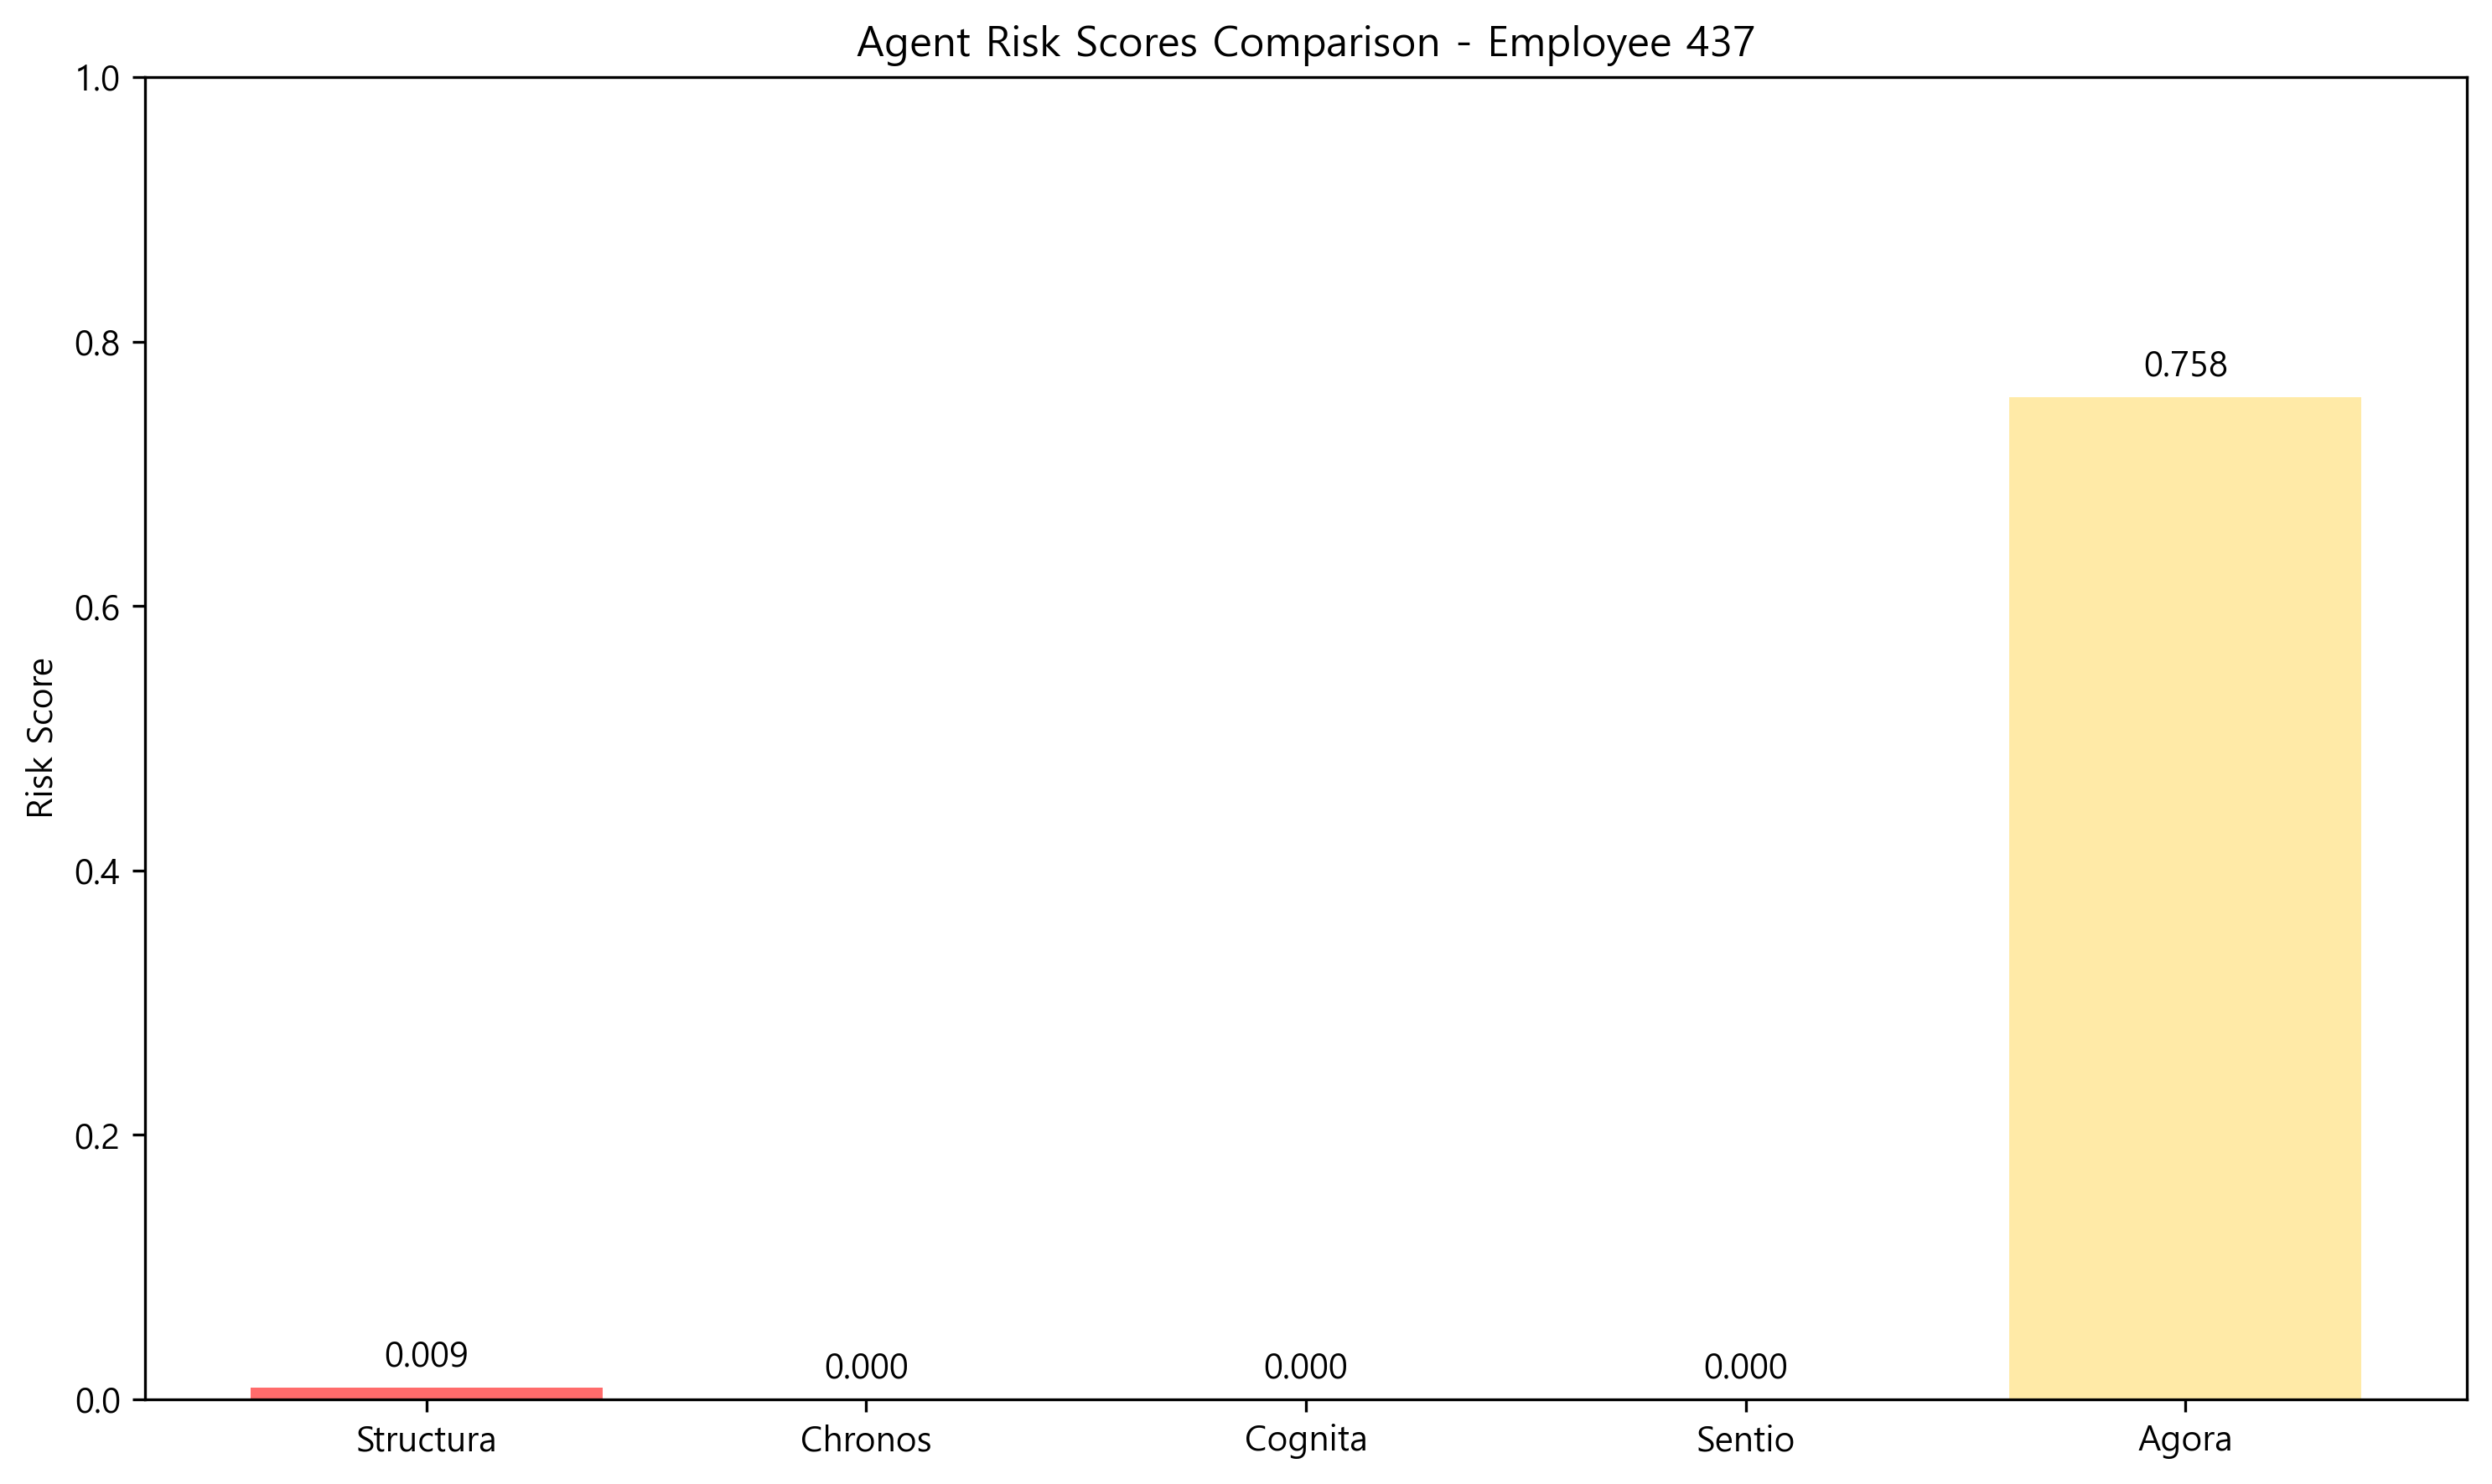 Agent Risk Scores Comparison - Employee 437
1.0
0.8
0.6
0.4
0.2
0.0
Risk Score
0.009
0.000
0.000
0.000
0.758
Structura
Chronos
Cognita
Sentio
Agora